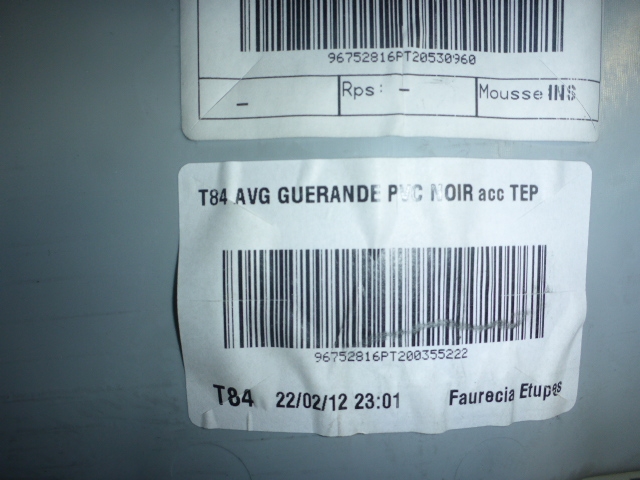 96752816PT20530960
– Rps: – Mousse INS
T84 AVG GUERANDE PVC NOIR acc TEP
96752816PT200355222
T84 22/02/12 23:01 Faurecia Etupes